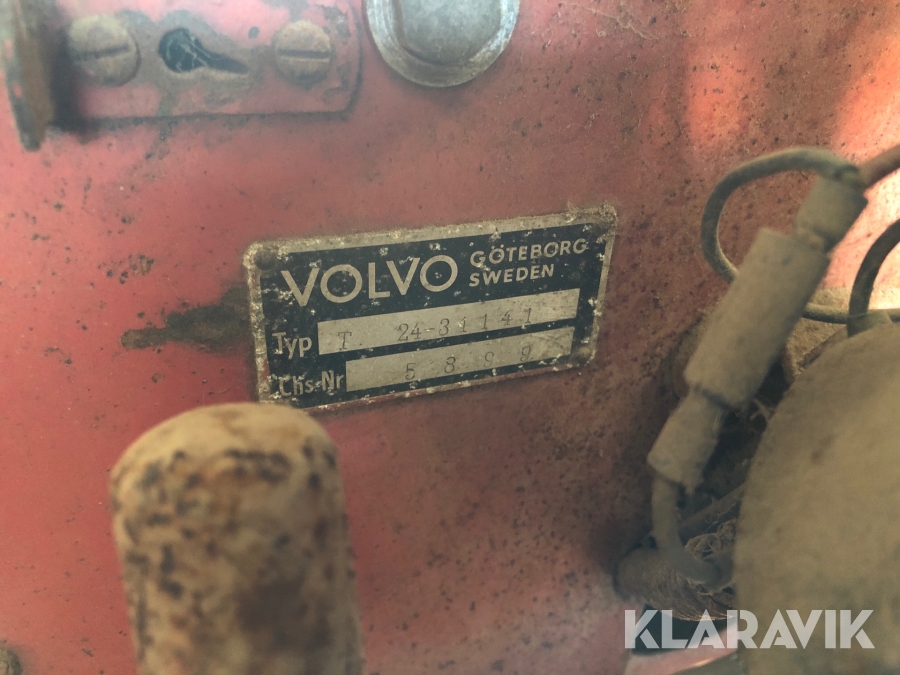 VOLVO GÖTEBORG
SWEDEN
Typ T. 24-31141
Chs-Nr 5899
KLARAVIK